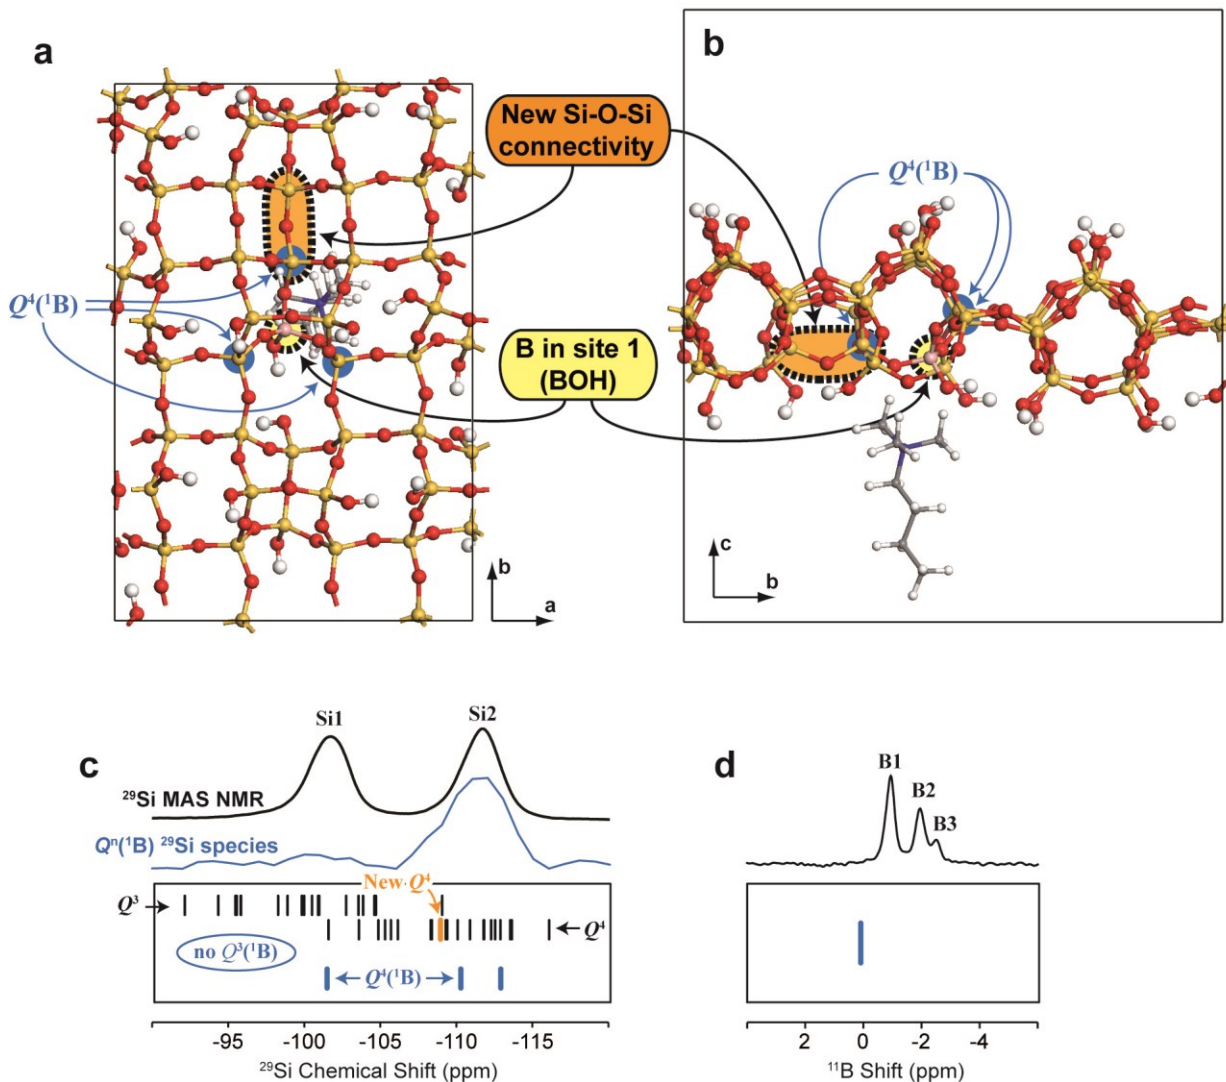 a
b
New Si-O-Si
connectivity
Q⁴(¹B)
Q⁴(¹B)
B in site 1
(BOH)
b
a
c
b
c
Si1
Si2
²⁹Si MAS NMR
Qⁿ(¹B) ²⁹Si species
New Q⁴
Q³
Q⁴
no Q³(¹B)
Q⁴(¹B)
-95
-100
-105
-110
-115
²⁹Si Chemical Shift (ppm)
d
B1
B2
B3
2
0
-2
-4
¹¹B Shift (ppm)